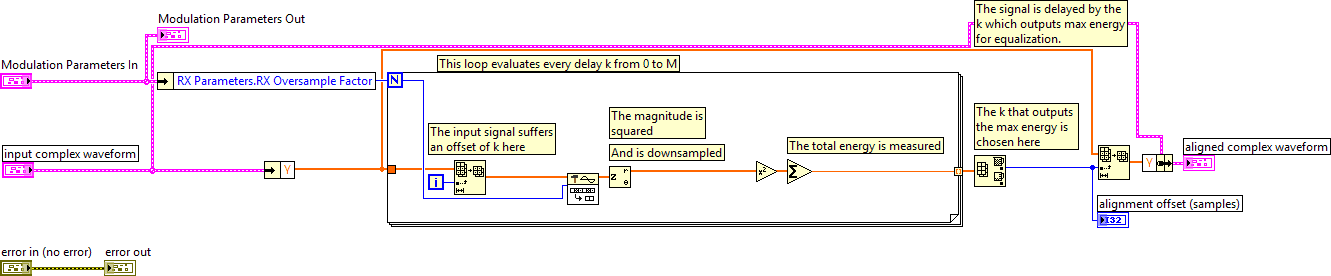 Modulation Parameters Out
The signal is delayed by the
k which outputs max energy
for equalization.
Modulation Parameters In
This loop evaluates every delay k from 0 to M
RX Parameters.RX Oversample Factor
N
The magnitude is
squared
The k that outputs
the max energy is
chosen here
The input signal suffers
an offset of k here
And is downsampled
The total energy is measured
input complex waveform
aligned complex waveform
Y
i
z
r
θ
x²
Σ
Y
alignment offset (samples)
I32
error in (no error)
error out